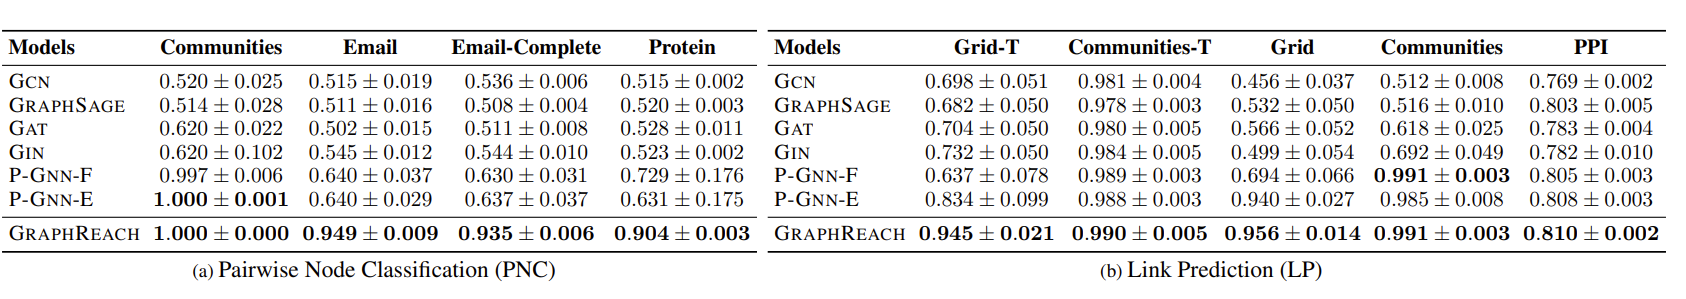 Models Communities Email Email-Complete Protein
GCN 0.520 ± 0.025 0.515 ± 0.019 0.536 ± 0.006 0.515 ± 0.002
GRAPHSAGE 0.514 ± 0.028 0.511 ± 0.016 0.508 ± 0.004 0.520 ± 0.003
GAT 0.620 ± 0.022 0.502 ± 0.015 0.511 ± 0.008 0.528 ± 0.011
GIN 0.620 ± 0.102 0.545 ± 0.012 0.544 ± 0.010 0.523 ± 0.002
P-GNN-F 0.997 ± 0.006 0.640 ± 0.037 0.630 ± 0.031 0.729 ± 0.176
P-GNN-E 1.000 ± 0.001 0.640 ± 0.029 0.637 ± 0.037 0.631 ± 0.175
GRAPHREACH 1.000 ± 0.000 0.949 ± 0.009 0.935 ± 0.006 0.904 ± 0.003
(a) Pairwise Node Classification (PNC)
Models Grid-T Communities-T Grid Communities PPI
GCN 0.698 ± 0.051 0.981 ± 0.004 0.456 ± 0.037 0.512 ± 0.008 0.769 ± 0.002
GRAPHSAGE 0.682 ± 0.050 0.978 ± 0.003 0.532 ± 0.050 0.516 ± 0.010 0.803 ± 0.005
GAT 0.704 ± 0.050 0.980 ± 0.005 0.566 ± 0.052 0.618 ± 0.025 0.783 ± 0.004
GIN 0.732 ± 0.050 0.984 ± 0.005 0.499 ± 0.054 0.692 ± 0.049 0.782 ± 0.010
P-GNN-F 0.637 ± 0.078 0.989 ± 0.003 0.694 ± 0.066 0.991 ± 0.003 0.805 ± 0.003
P-GNN-E 0.834 ± 0.099 0.988 ± 0.003 0.940 ± 0.027 0.985 ± 0.008 0.808 ± 0.003
GRAPHREACH 0.945 ± 0.021 0.990 ± 0.005 0.956 ± 0.014 0.991 ± 0.003 0.810 ± 0.002
(b) Link Prediction (LP)